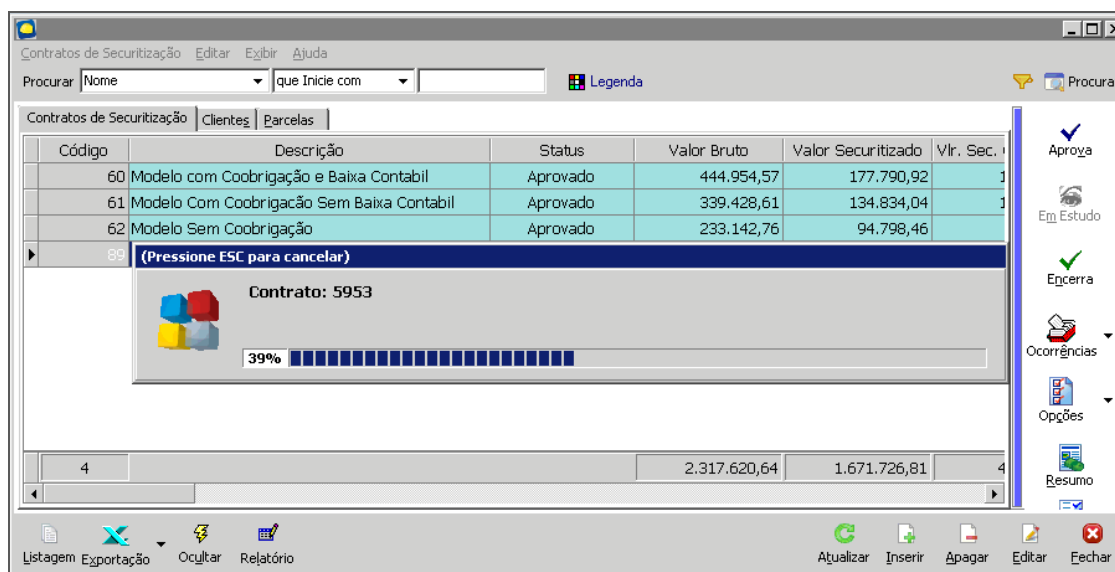 Contratos de Securitização Editar Exibir Ajuda
Procurar Nome que Inicie com Legenda Procura
Contratos de Securitização Clientes Parcelas
Código Descrição Status Valor Bruto Valor Securitizado Vlr. Sec.
60 Modelo com Coobrigação e Baixa Contabil Aprovado 444.954,57 177.790,92 1
61 Modelo Com Coobrigacão Sem Baixa Contabil Aprovado 339.428,61 134.834,04 1
62 Modelo Sem Coobrigação Aprovado 233.142,76 94.798,46
89
(Pressione ESC para cancelar)
Contrato: 5953
39%
4 2.317.620,64 1.671.726,81 4
Aprova
Em Estudo
Encerra
Ocorrências
Opções
Resumo
Listagem Exportação Ocultar Relatório Atualizar Inserir Apagar Editar Fechar